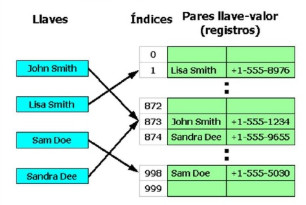 Llaves Índices Pares llave-valor
(registros)
0
John Smith 1 Lisa Smith +1-555-8976
Lisa Smith
872
873 John Smith +1-555-1234
Sam Doe 874 Sandra Dee +1-555-9655
Sandra Dee 998 Sam Doe +1-555-5030
999